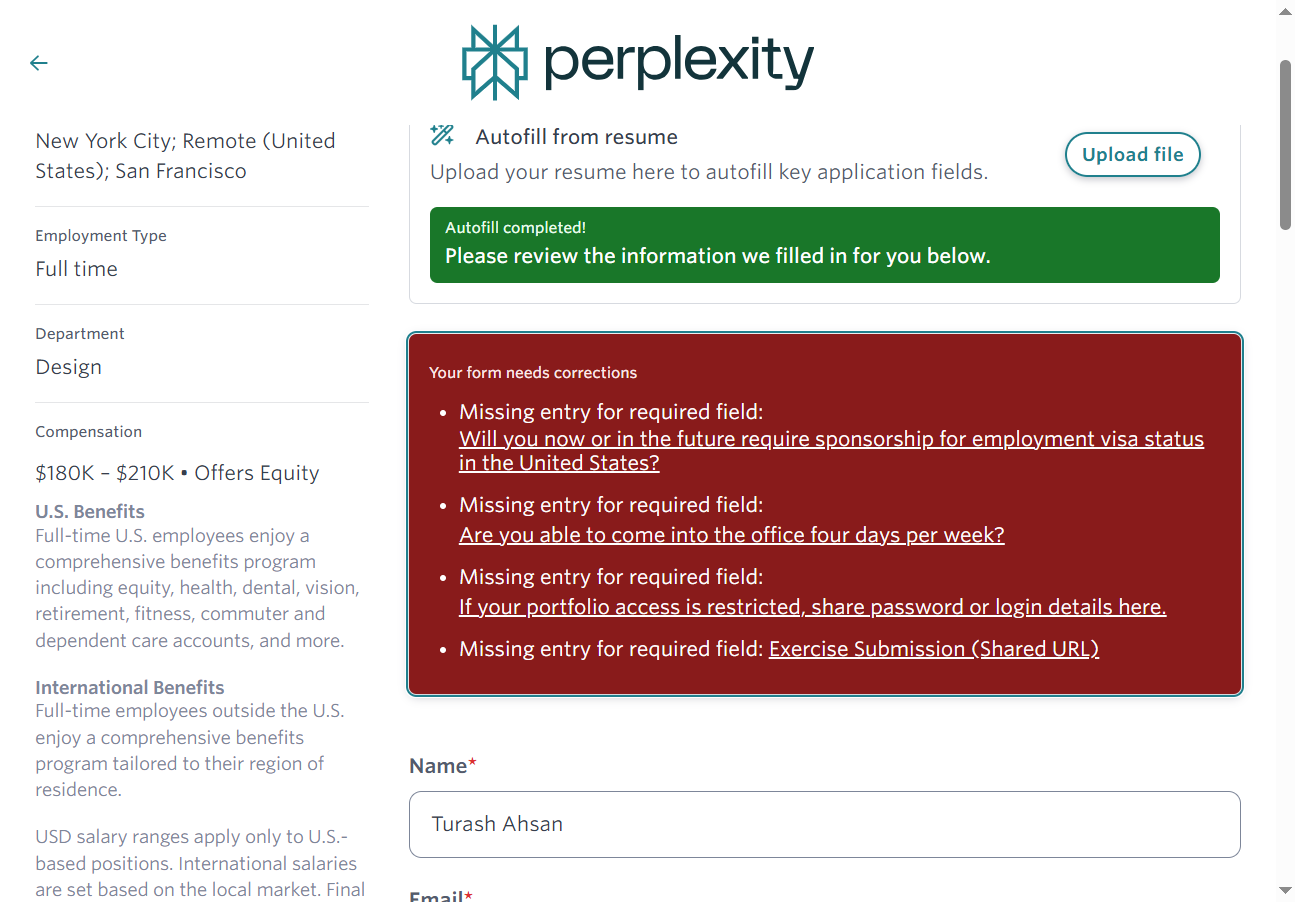 perplexity
New York City; Remote (United
States); San Francisco
Employment Type
Full time
Department
Design
Compensation
$180K – $210K • Offers Equity
U.S. Benefits
Full-time U.S. employees enjoy a
comprehensive benefits program
including equity, health, dental, vision,
retirement, fitness, commuter and
dependent care accounts, and more.
International Benefits
Full-time employees outside the U.S.
enjoy a comprehensive benefits
program tailored to their region of
residence.
USD salary ranges apply only to U.S.-
based positions. International salaries
are set based on the local market. Final
Autofill from resume
Upload your resume here to autofill key application fields.
Upload file
Autofill completed!
Please review the information we filled in for you below.
Your form needs corrections
• Missing entry for required field:
Will you now or in the future require sponsorship for employment visa status
in the United States?
• Missing entry for required field:
Are you able to come into the office four days per week?
• Missing entry for required field:
If your portfolio access is restricted, share password or login details here.
• Missing entry for required field: Exercise Submission (Shared URL)
Name*
Turash Ahsan
Email*